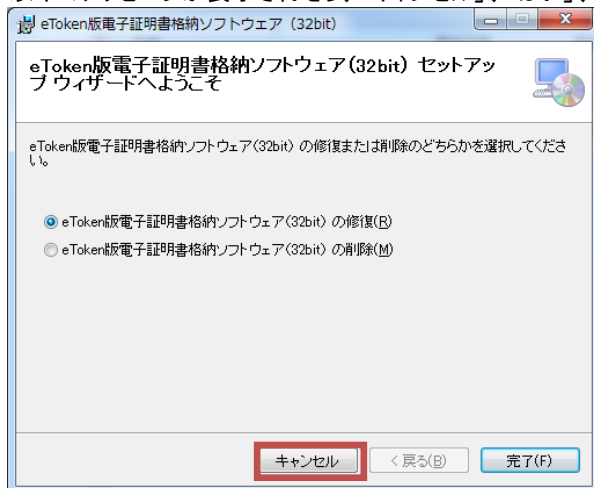 eToken版電子証明書格納ソフトウェア (32bit)
eToken版電子証明書格納ソフトウェア(32bit) セットアッ
プ ウィザードへようこそ
eToken版電子証明書格納ソフトウェア(32bit) の修復または削除のどちらかを選択してくださ
い。
eToken版電子証明書格納ソフトウェア(32bit) の修復(R)
eToken版電子証明書格納ソフトウェア(32bit) の削除(M)
キャンセル
< 戻る(B)
完了(F)